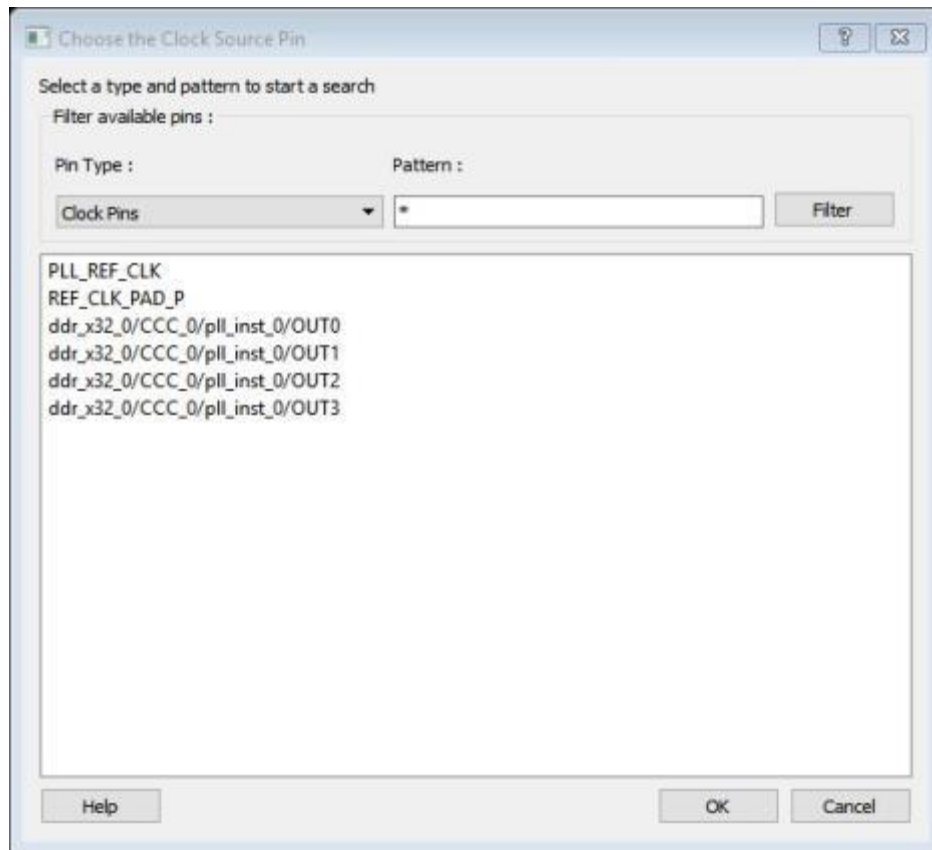 Choose the Clock Source Pin
Select a type and pattern to start a search
Filter available pins :
Pin Type :
Pattern :
Clock Pins
*
Filter
PLL_REF_CLK
REF_CLK_PAD_P
ddr_x32_0/CCC_0/pll_inst_0/OUT0
ddr_x32_0/CCC_0/pll_inst_0/OUT1
ddr_x32_0/CCC_0/pll_inst_0/OUT2
ddr_x32_0/CCC_0/pll_inst_0/OUT3
Help
OK
Cancel